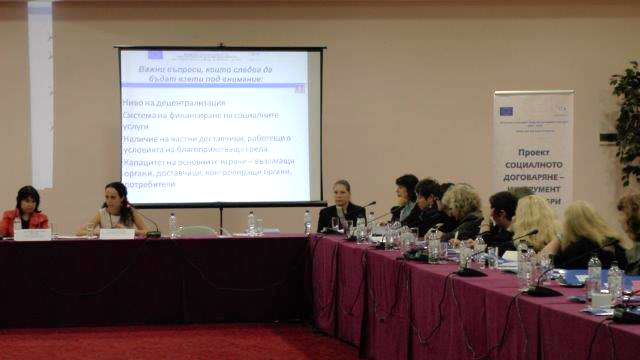 Важни въпроси, които следва да
бъдат взети под внимание:
Ниво на децентрализация
Система на финансиране на социалните
услуги
Наличие на частни доставчици, работещи в
условията на благоприятстваща среда
Капацитет на основните играчи – възлагащи
органи, доставчици, контролиращи органи,
потребители
Проект
СОЦИАЛНОТО
ДОГОВАРЯНЕ –